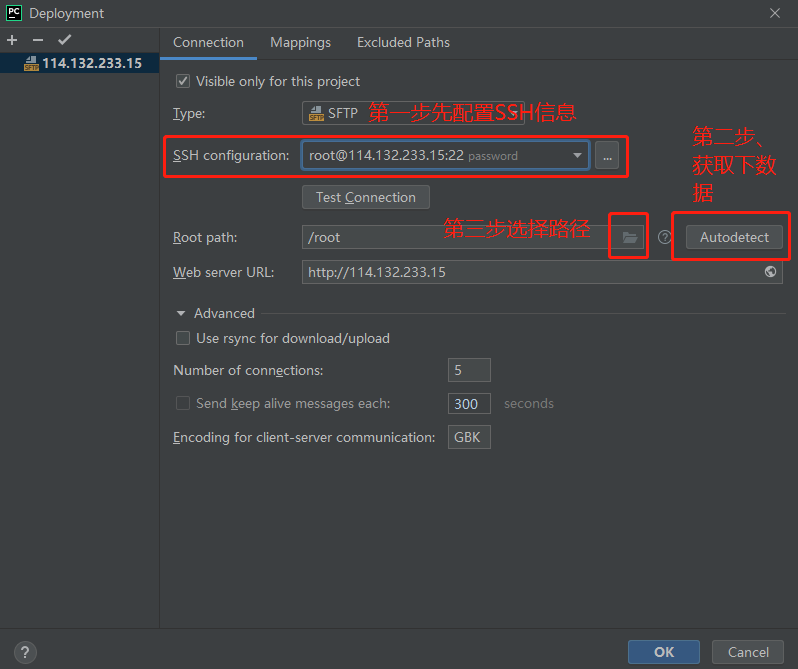 PC Deployment
Connection Mappings Excluded Paths
SFTP 114.132.233.15
Visible only for this project
Type: SFTP SFTP 第一步先配置SSH信息
SSH configuration: root@114.132.233.15:22 password ...
第二步、
获取下数
据
Test Connection
Root path: /root 第三步选择路径 ? Autodetect
Web server URL: http://114.132.233.15
Advanced
Use rsync for download/upload
Number of connections: 5
Send keep alive messages each: 300 seconds
Encoding for client-server communication: GBK
? OK Cancel